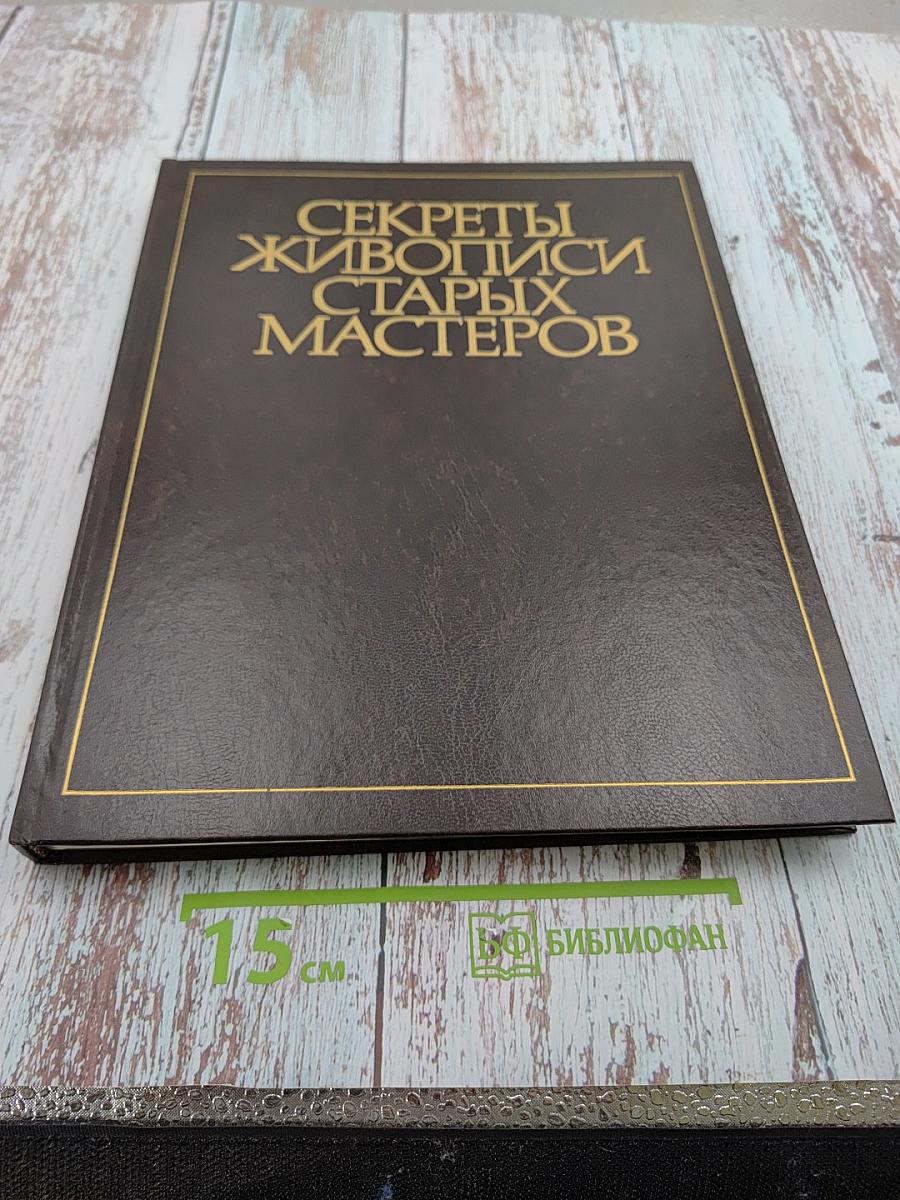 СЕКРЕТЫ
ЖИВОПИСИ
СТАРЫХ
МАСТЕРОВ
15 см
БФ БИБЛИОФАН